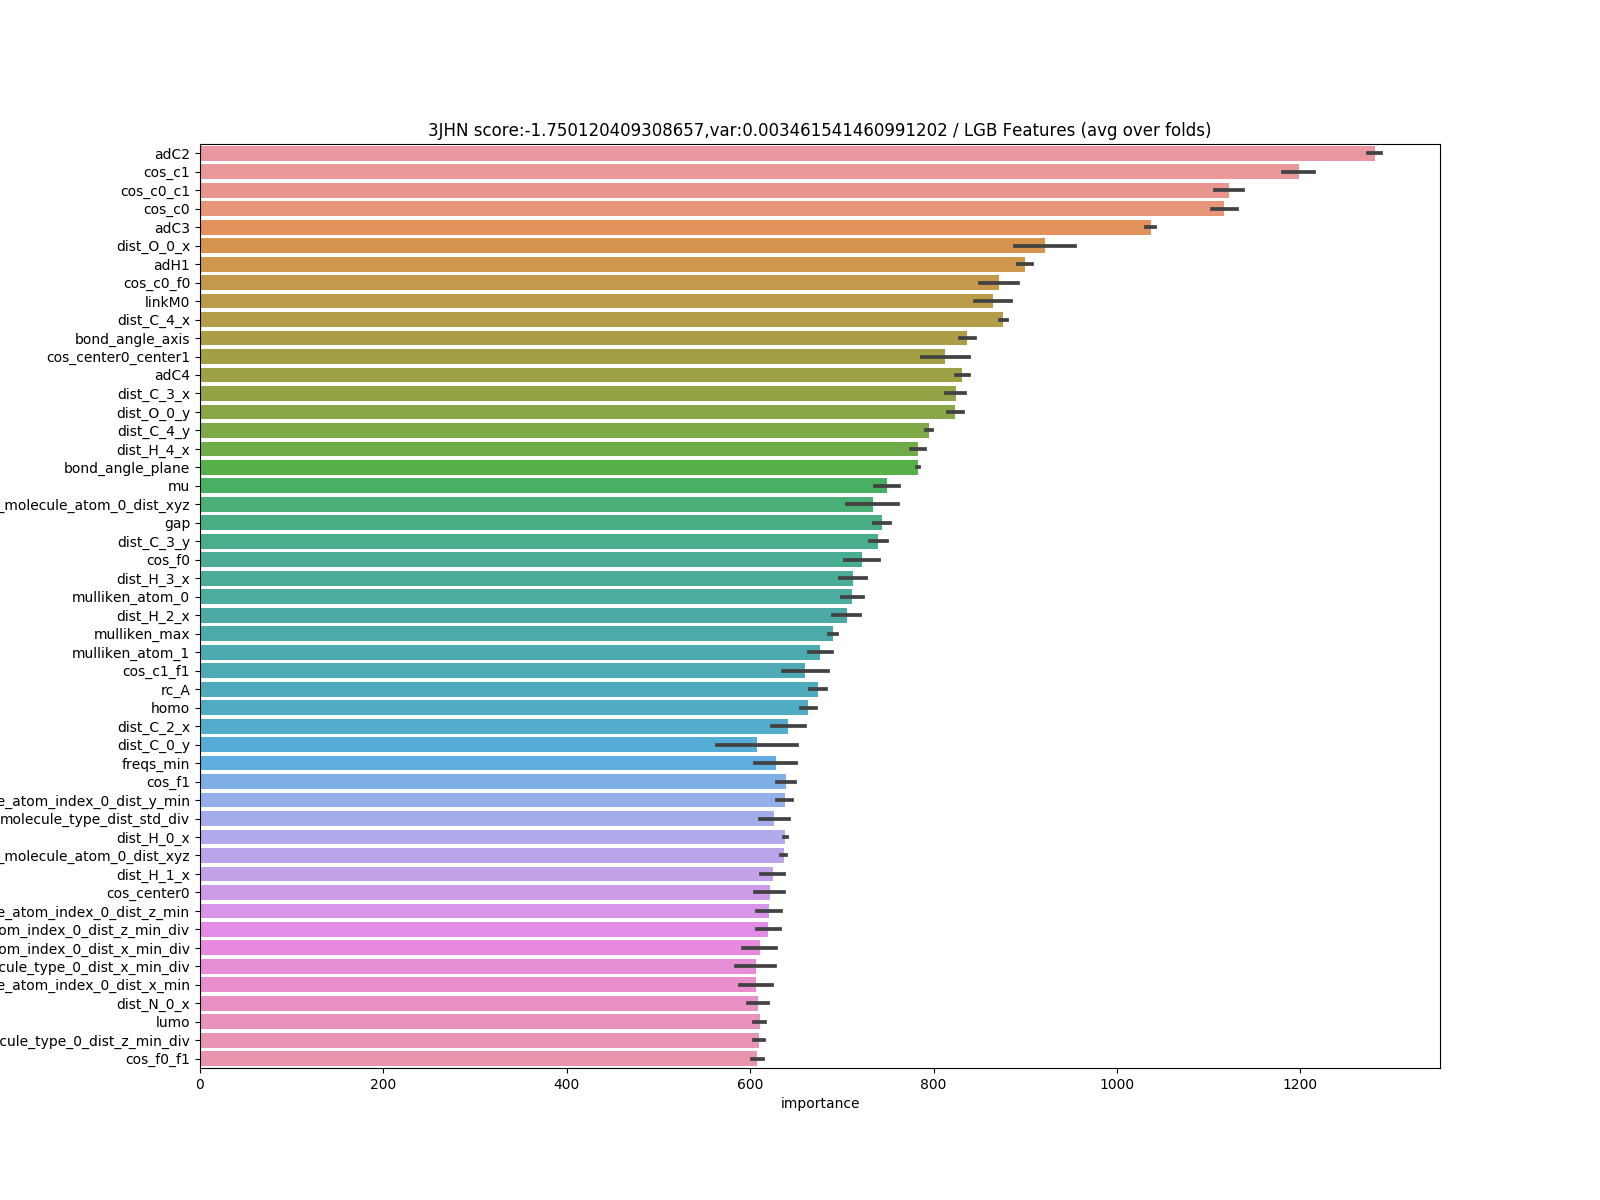 3JHN score:-1.750120409308657,var:0.003461541460991202 / LGB Features (avg over folds)
adC2
cos_c1
cos_c0_c1
cos_c0
adC3
dist_O_0_x
adH1
cos_c0_f0
linkM0
dist_C_4_x
bond_angle_axis
cos_center0_center1
adC4
dist_C_3_x
dist_O_0_y
dist_C_4_y
dist_H_4_x
bond_angle_plane
mu
_molecule_atom_0_dist_xyz
gap
dist_C_3_y
cos_f0
dist_H_3_x
mulliken_atom_0
dist_H_2_x
mulliken_max
mulliken_atom_1
cos_c1_f1
rc_A
homo
dist_C_2_x
dist_C_0_y
freqs_min
cos_f1
e_atom_index_0_dist_y_min
molecule_type_dist_std_div
dist_H_0_x
_molecule_atom_0_dist_xyz
dist_H_1_x
cos_center0
e_atom_index_0_dist_z_min
om_index_0_dist_z_min_div
om_index_0_dist_x_min_div
cule_type_0_dist_x_min_div
e_atom_index_0_dist_x_min
dist_N_0_x
lumo
cule_type_0_dist_z_min_div
cos_f0_f1
0 200 400 600 800 1000 1200
importance